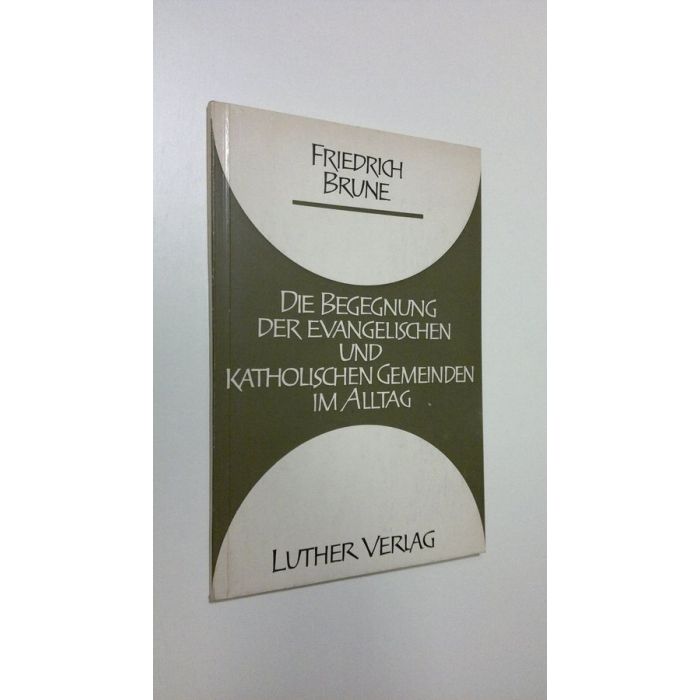 FRIEDRICH
BRUNE
DIE BEGEGNUNG
DER EVANGELISCHEN
UND
KATHOLISCHEN GEMEINDEN
IM ALLTAG
LUTHER VERLAG